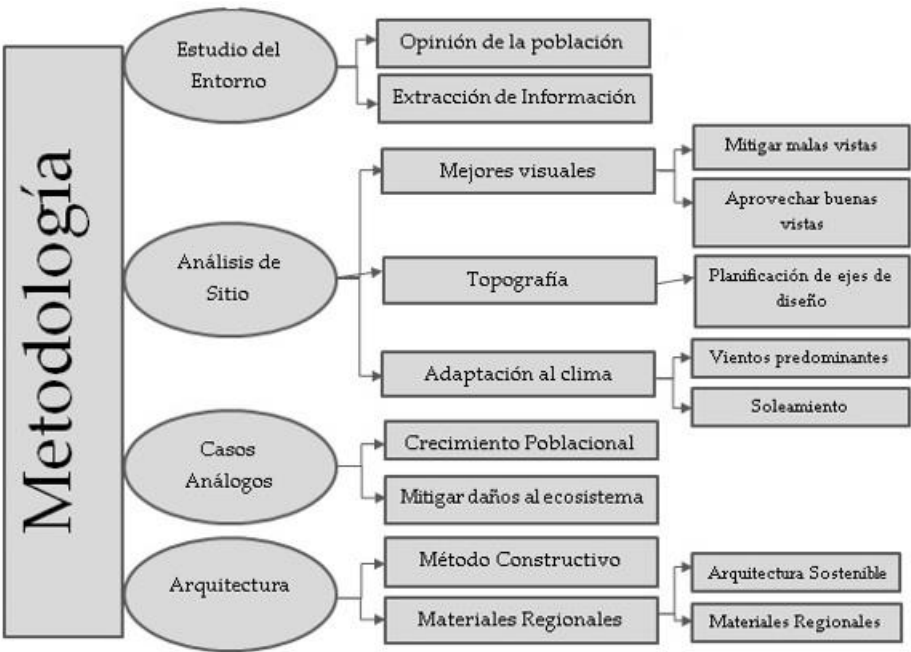 Metodología
Estudio del
Entorno
Opinión de la población
Extracción de Información
Análisis de
Sitio
Mejores visuales
Mitigar malas vistas
Aprovechar buenas
vistas
Topografía
Planificación de ejes de
diseño
Adaptación al clima
Vientos predominantes
Soleamiento
Casos
Análogos
Crecimiento Poblacional
Mitigar daños al ecosistema
Arquitectura
Método Constructivo
Materiales Regionales
Arquitectura Sostenible
Materiales Regionales